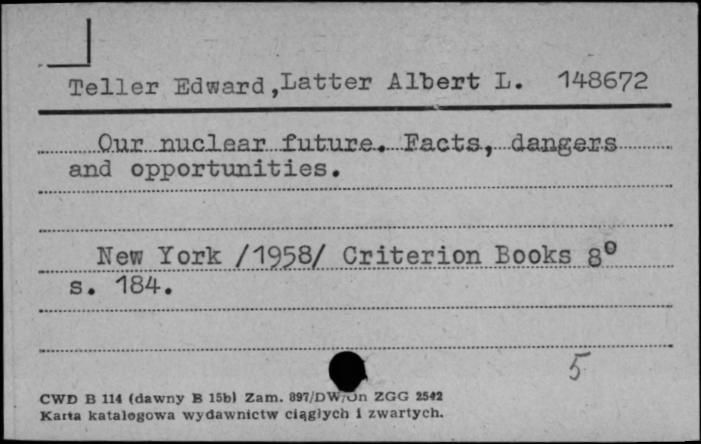 Teller Edward,Latter Albert L. 148672
Our nuclear future. Facts, dangers
and opportunities.
New York /1958/ Criterion Books 8º
s. 184.
5
CWD B 114 (dawny B 15b) Zam. 897/DW/On ZGG 2542
Karta katalogowa wydawnictw ciągłych i zwartych.